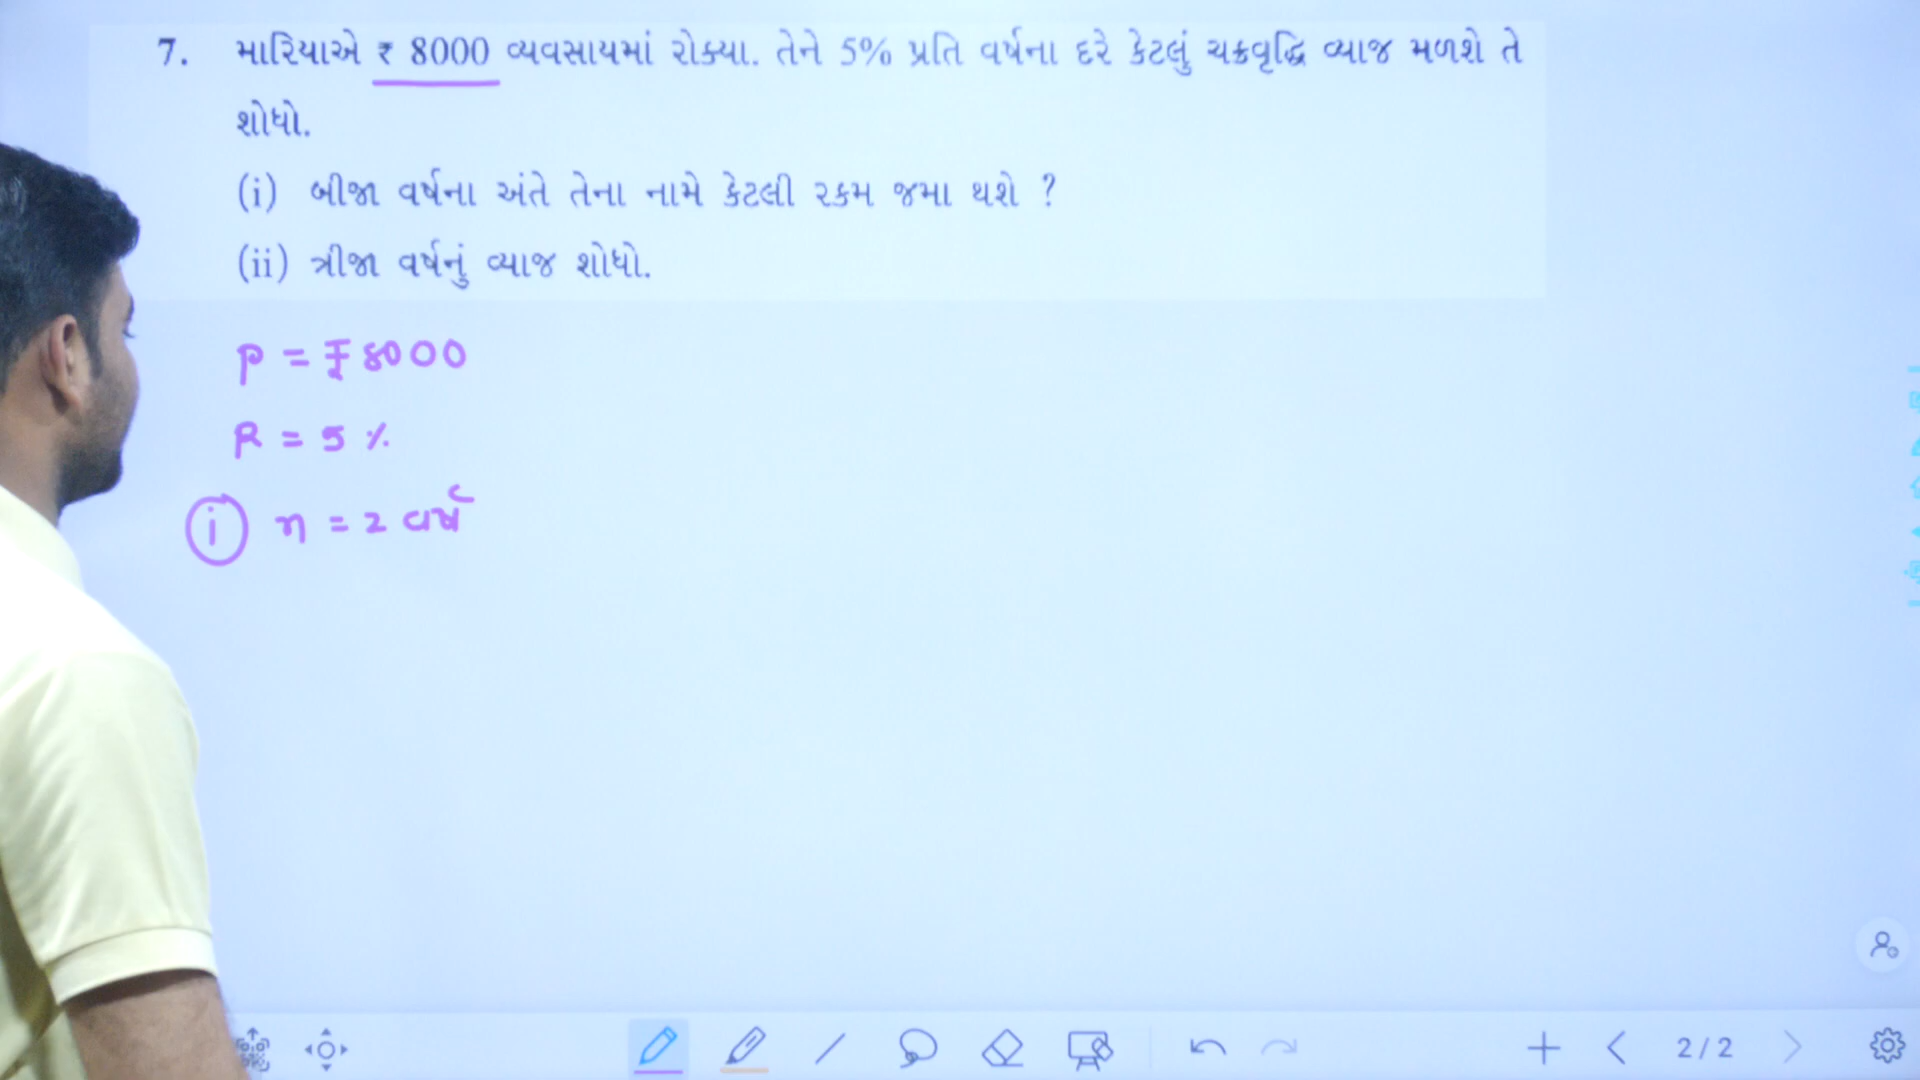 7. મારિયાએ ₹ 8000 વ્યવસાયમાં રોક્યા. તેને 5% પ્રતિ વર્ષના દરે કેટલું ચક્રવૃદ્ધિ વ્યાજ મળશે તે
શોધો.
(i) બીજા વર્ષના અંતે તેના નામે કેટલી રકમ જમા થશે ?
(ii) ત્રીજા વર્ષનું વ્યાજ શોધો.
P = ₹8000
R = 5 %
(i) n = 2 વર્ષ
2/2